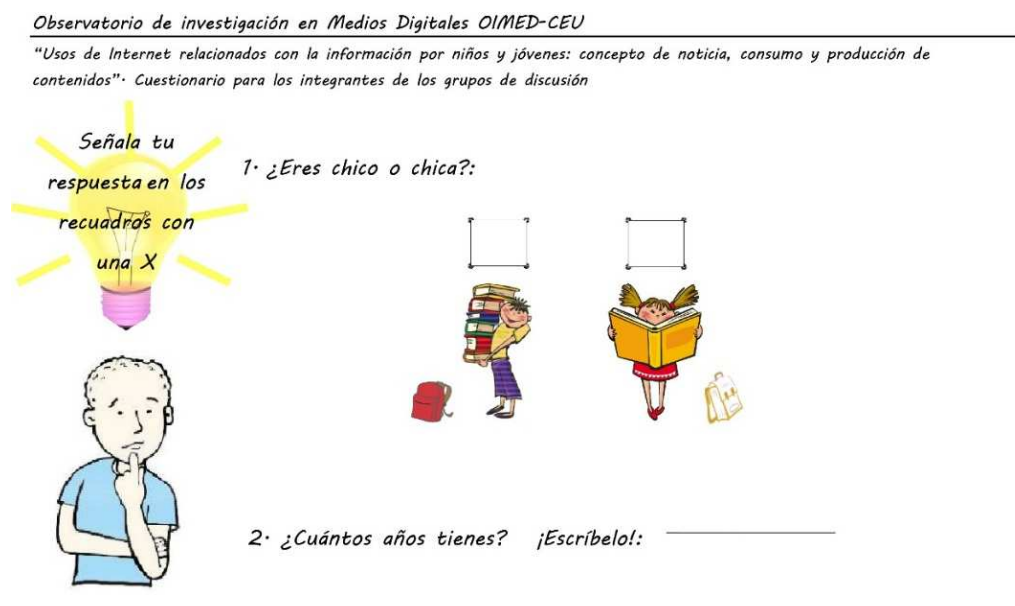 Observatorio de investigación en Medios Digitales OIMED-CEU
"Usos de Internet relacionados con la información por niños y jóvenes: concepto de noticia, consumo y producción de
contenidos". Cuestionario para los integrantes de los grupos de discusión
Señala tu
respuesta en los
recuadros con
una X
1. ¿Eres chico o chica?:
2. ¿Cuántos años tienes? ¡Escríbelo!: